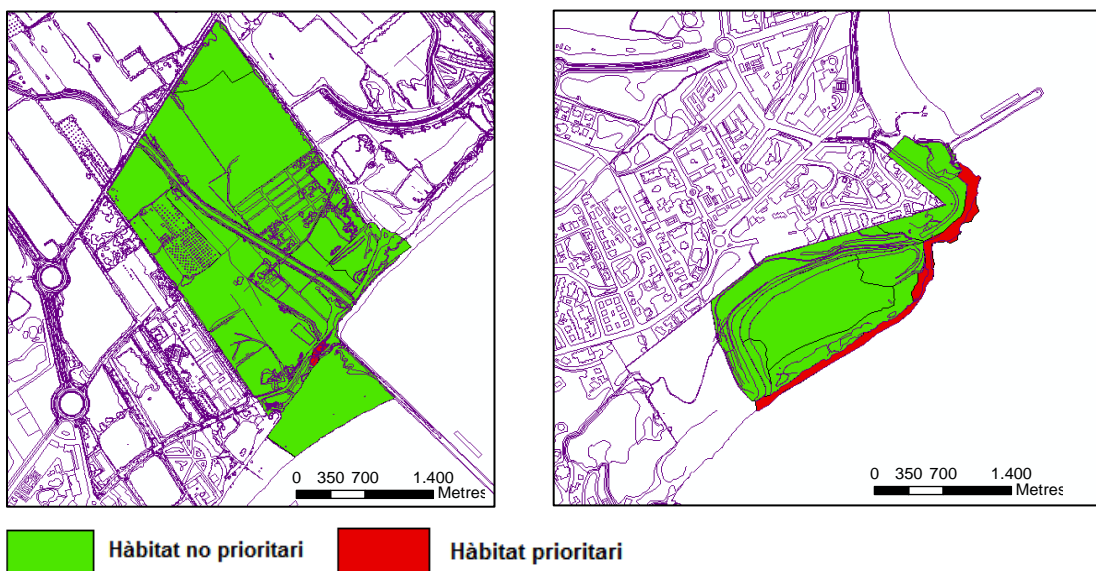 0 350 700 1.400
Metres
0 350 700 1.400
Metres
Hàbitat no prioritari
Hàbitat prioritari